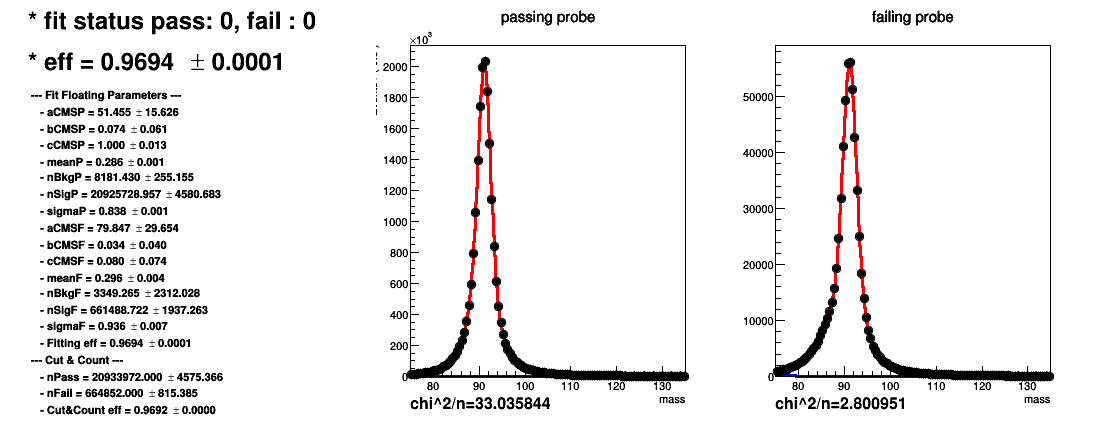 * fit status pass: 0, fail : 0
* eff = 0.9694 ± 0.0001
--- Fit Floating Parameters ---
- aCMSP = 51.455 ± 15.626
- bCMSP = 0.074 ± 0.061
- cCMSP = 1.000 ± 0.013
- meanP = 0.286 ± 0.001
- nBkgP = 8181.430 ± 255.155
- nSigP = 20925728.957 ± 4580.683
- sigmaP = 0.838 ± 0.001
- aCMSF = 79.847 ± 29.654
- bCMSF = 0.034 ± 0.040
- cCMSF = 0.080 ± 0.074
- meanF = 0.296 ± 0.004
- nBkgF = 3349.265 ± 2312.028
- nSigF = 661488.722 ± 1937.263
- sigmaF = 0.936 ± 0.007
- Fitting eff = 0.9694 ± 0.0001
--- Cut & Count ---
- nPass = 20933972.000 ± 4575.366
- nFail = 664852.000 ± 815.385
- Cut&Count eff = 0.9692 ± 0.0000
passing probe
×10³
2000
1800
1600
1400
1200
1000
800
600
400
200
0
80 90 100 110 120 130
mass
chi^2/n=33.035844
failing probe
50000
40000
30000
20000
10000
0
80 90 100 110 120 130
mass
chi^2/n=2.800951